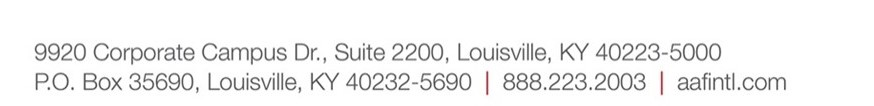 9920 Corporate Campus Dr., Suite 2200, Louisville, KY 40223-5000
P.O. Box 35690, Louisville, KY 40232-5690 | 888.223.2003 | aafintl.com